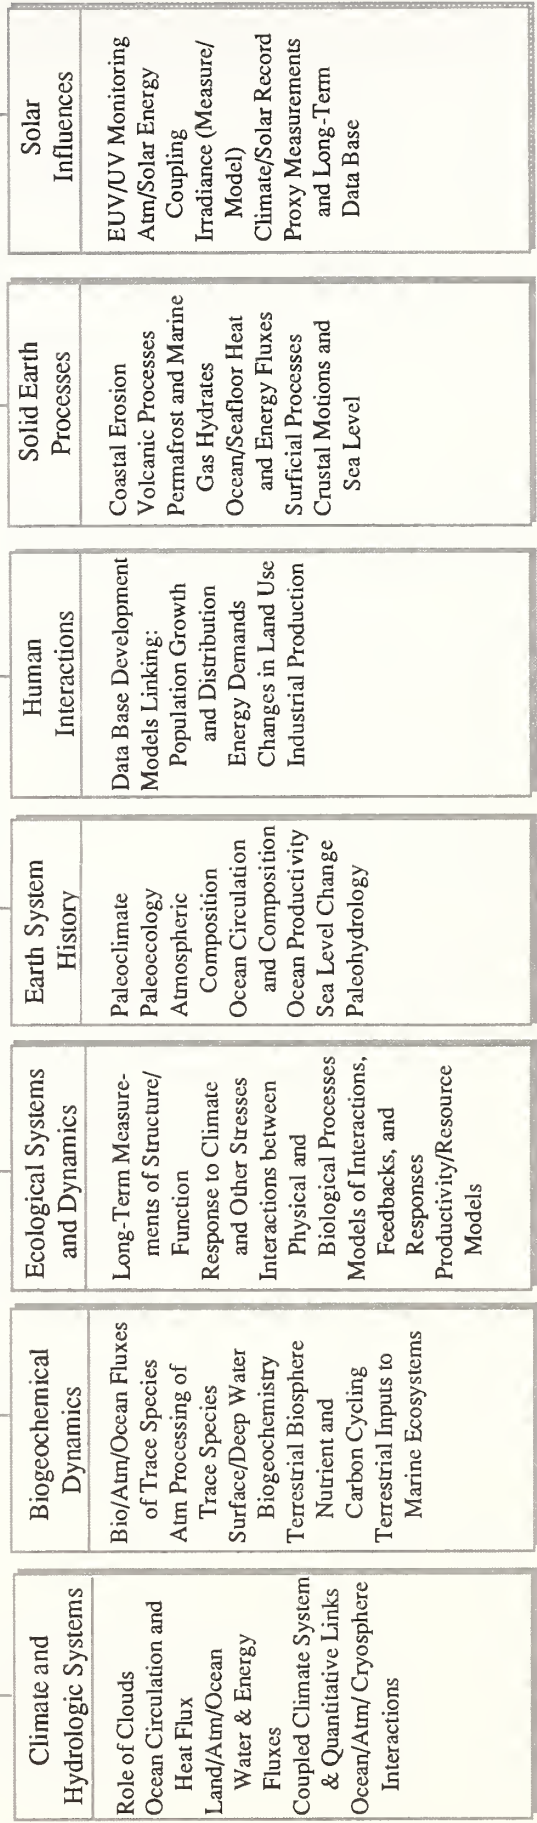 Climate and
Hydrologic Systems
Role of Clouds
Ocean Circulation and
Heat Flux
Land/Atm/Ocean
Water & Energy
Fluxes
Coupled Climate System
& Quantitative Links
Ocean/Atm/Cryosphere
Interactions
Biogeochemical
Dynamics
Bio/Atm/Ocean Fluxes
of Trace Species
Atm Processing of
Trace Species
Surface/Deep Water
Biogeochemistry
Terrestrial Biosphere
Nutrient and
Carbon Cycling
Terrestrial Inputs to
Marine Ecosystems
Ecological Systems
and Dynamics
Long-Term Measure-
ments of Structure/
Function
Response to Climate
and Other Stresses
Interactions between
Physical and
Biological Processes
Models of Interactions,
Feedbacks, and
Responses
Productivity/Resource
Models
Earth System
History
Paleoclimate
Paleoecology
Atmospheric
Composition
Ocean Circulation
and Composition
Ocean Productivity
Sea Level Change
Paleohydrology
Human
Interactions
Data Base Development
Models Linking:
Population Growth
and Distribution
Energy Demands
Changes in Land Use
Industrial Production
Solid Earth
Processes
Coastal Erosion
Volcanic Processes
Permafrost and Marine
Gas Hydrates
Ocean/Seafloor Heat
and Energy Fluxes
Surficial Processes
Crustal Motions and
Sea Level
Solar
Influences
EUV/UV Monitoring
Atm/Solar Energy
Coupling
Irradiance (Measure/
Model)
Climate/Solar Record
Proxy Measurements
and Long-Term
Data Base